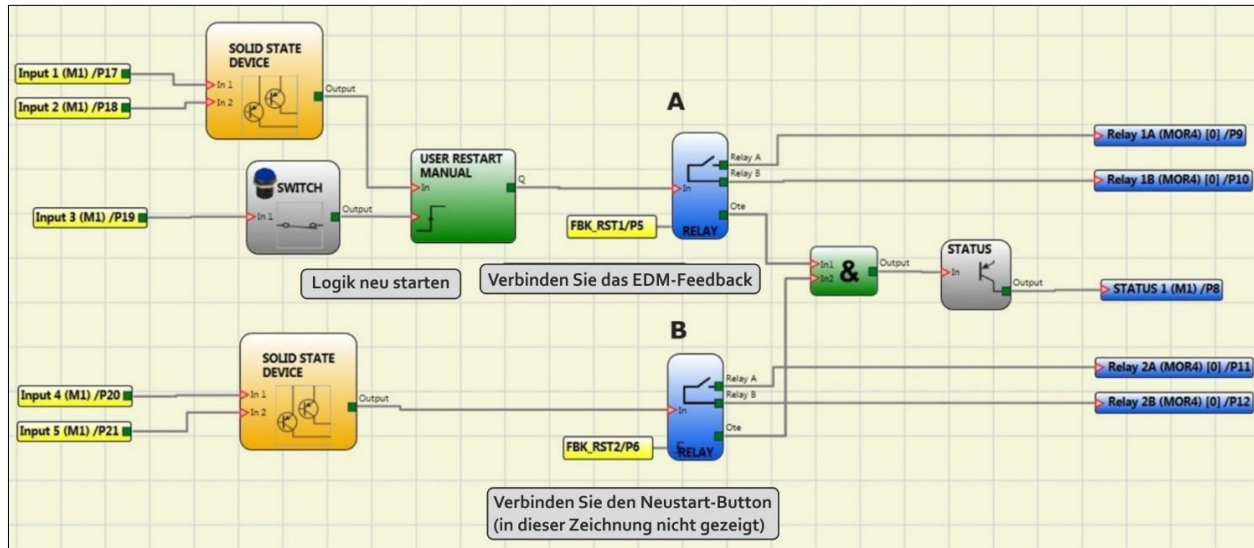 SOLID STATE
DEVICE
Input 1 (M1) /P17
In 1
Output
Input 2 (M1) /P18
In 2
A
Relay 1A (MOR4) [0] /P9
USER RESTART
MANUAL
Relay A
SWITCH
In
Q
Relay B
Relay 1B (MOR4) [0] /P10
In
Input 3 (M1) /P19
In 1
Output
Ote
FBK_RST1/P5
RELAY
STATUS
Logik neu starten
Verbinden Sie das EDM-Feedback
In1
In2
&
Output
In
Output
STATUS 1 (M1) /P8
B
SOLID STATE
DEVICE
Relay 2A (MOR4) [0] /P11
Relay A
Input 4 (M1) /P20
In 1
Output
Relay B
Relay 2B (MOR4) [0] /P12
In 2
In
Input 5 (M1) /P21
Ote
FBK_RST2/P6
F
RELAY
Verbinden Sie den Neustart-Button
(in dieser Zeichnung nicht gezeigt)